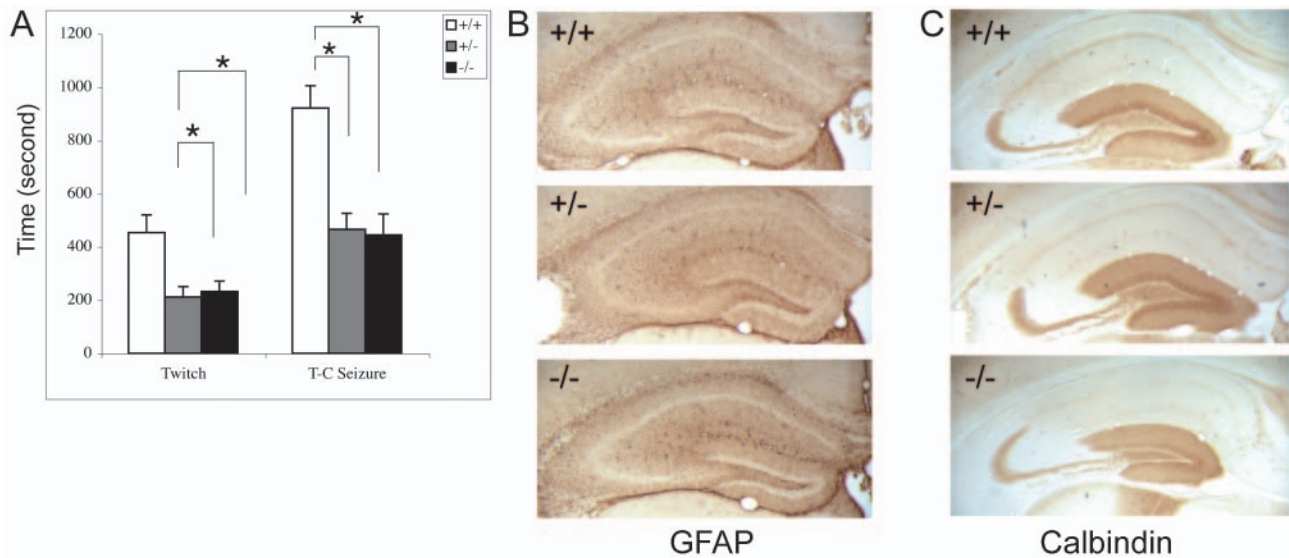 A
Time (second)
1200
1000
800
600
400
200
0
*
*
*
*
+/+
+/-
-/-
Twitch
T-C Seizure
B
+/+
+/-
-/-
GFAP
C
+/+
+/-
-/-
Calbindin